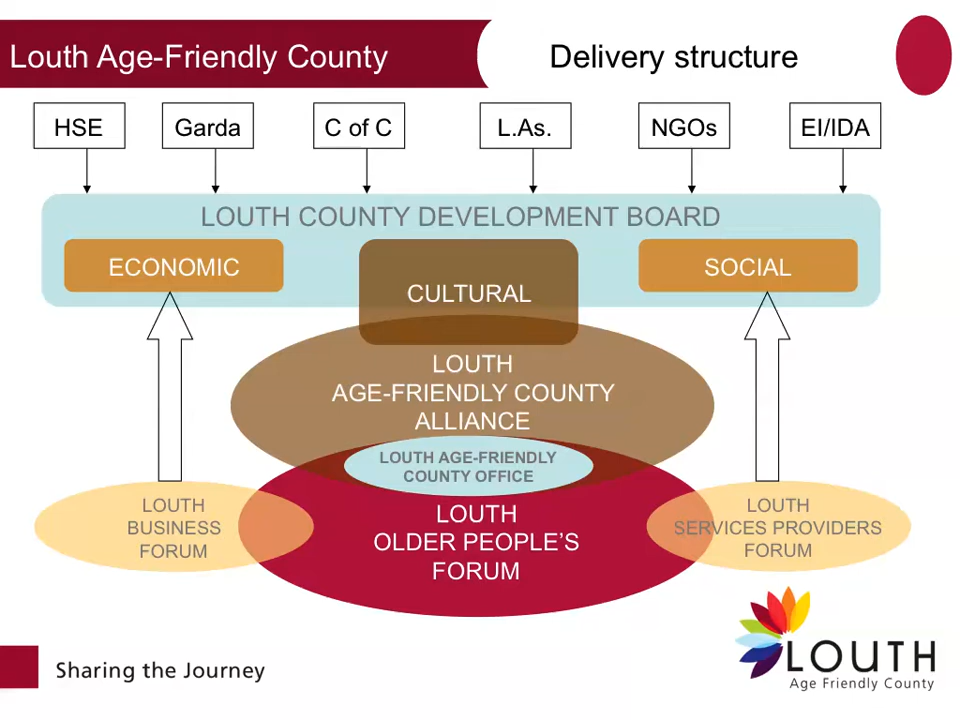 Louth Age-Friendly County
Delivery structure
HSE
Garda
C of C
L.As.
NGOs
EI/IDA
LOUTH COUNTY DEVELOPMENT BOARD
ECONOMIC
CULTURAL
SOCIAL
LOUTH
AGE-FRIENDLY COUNTY
ALLIANCE
LOUTH AGE-FRIENDLY
COUNTY OFFICE
LOUTH
BUSINESS
FORUM
LOUTH
OLDER PEOPLE'S
FORUM
LOUTH
SERVICES PROVIDERS
FORUM
Sharing the Journey
LOUTH
Age Friendly County